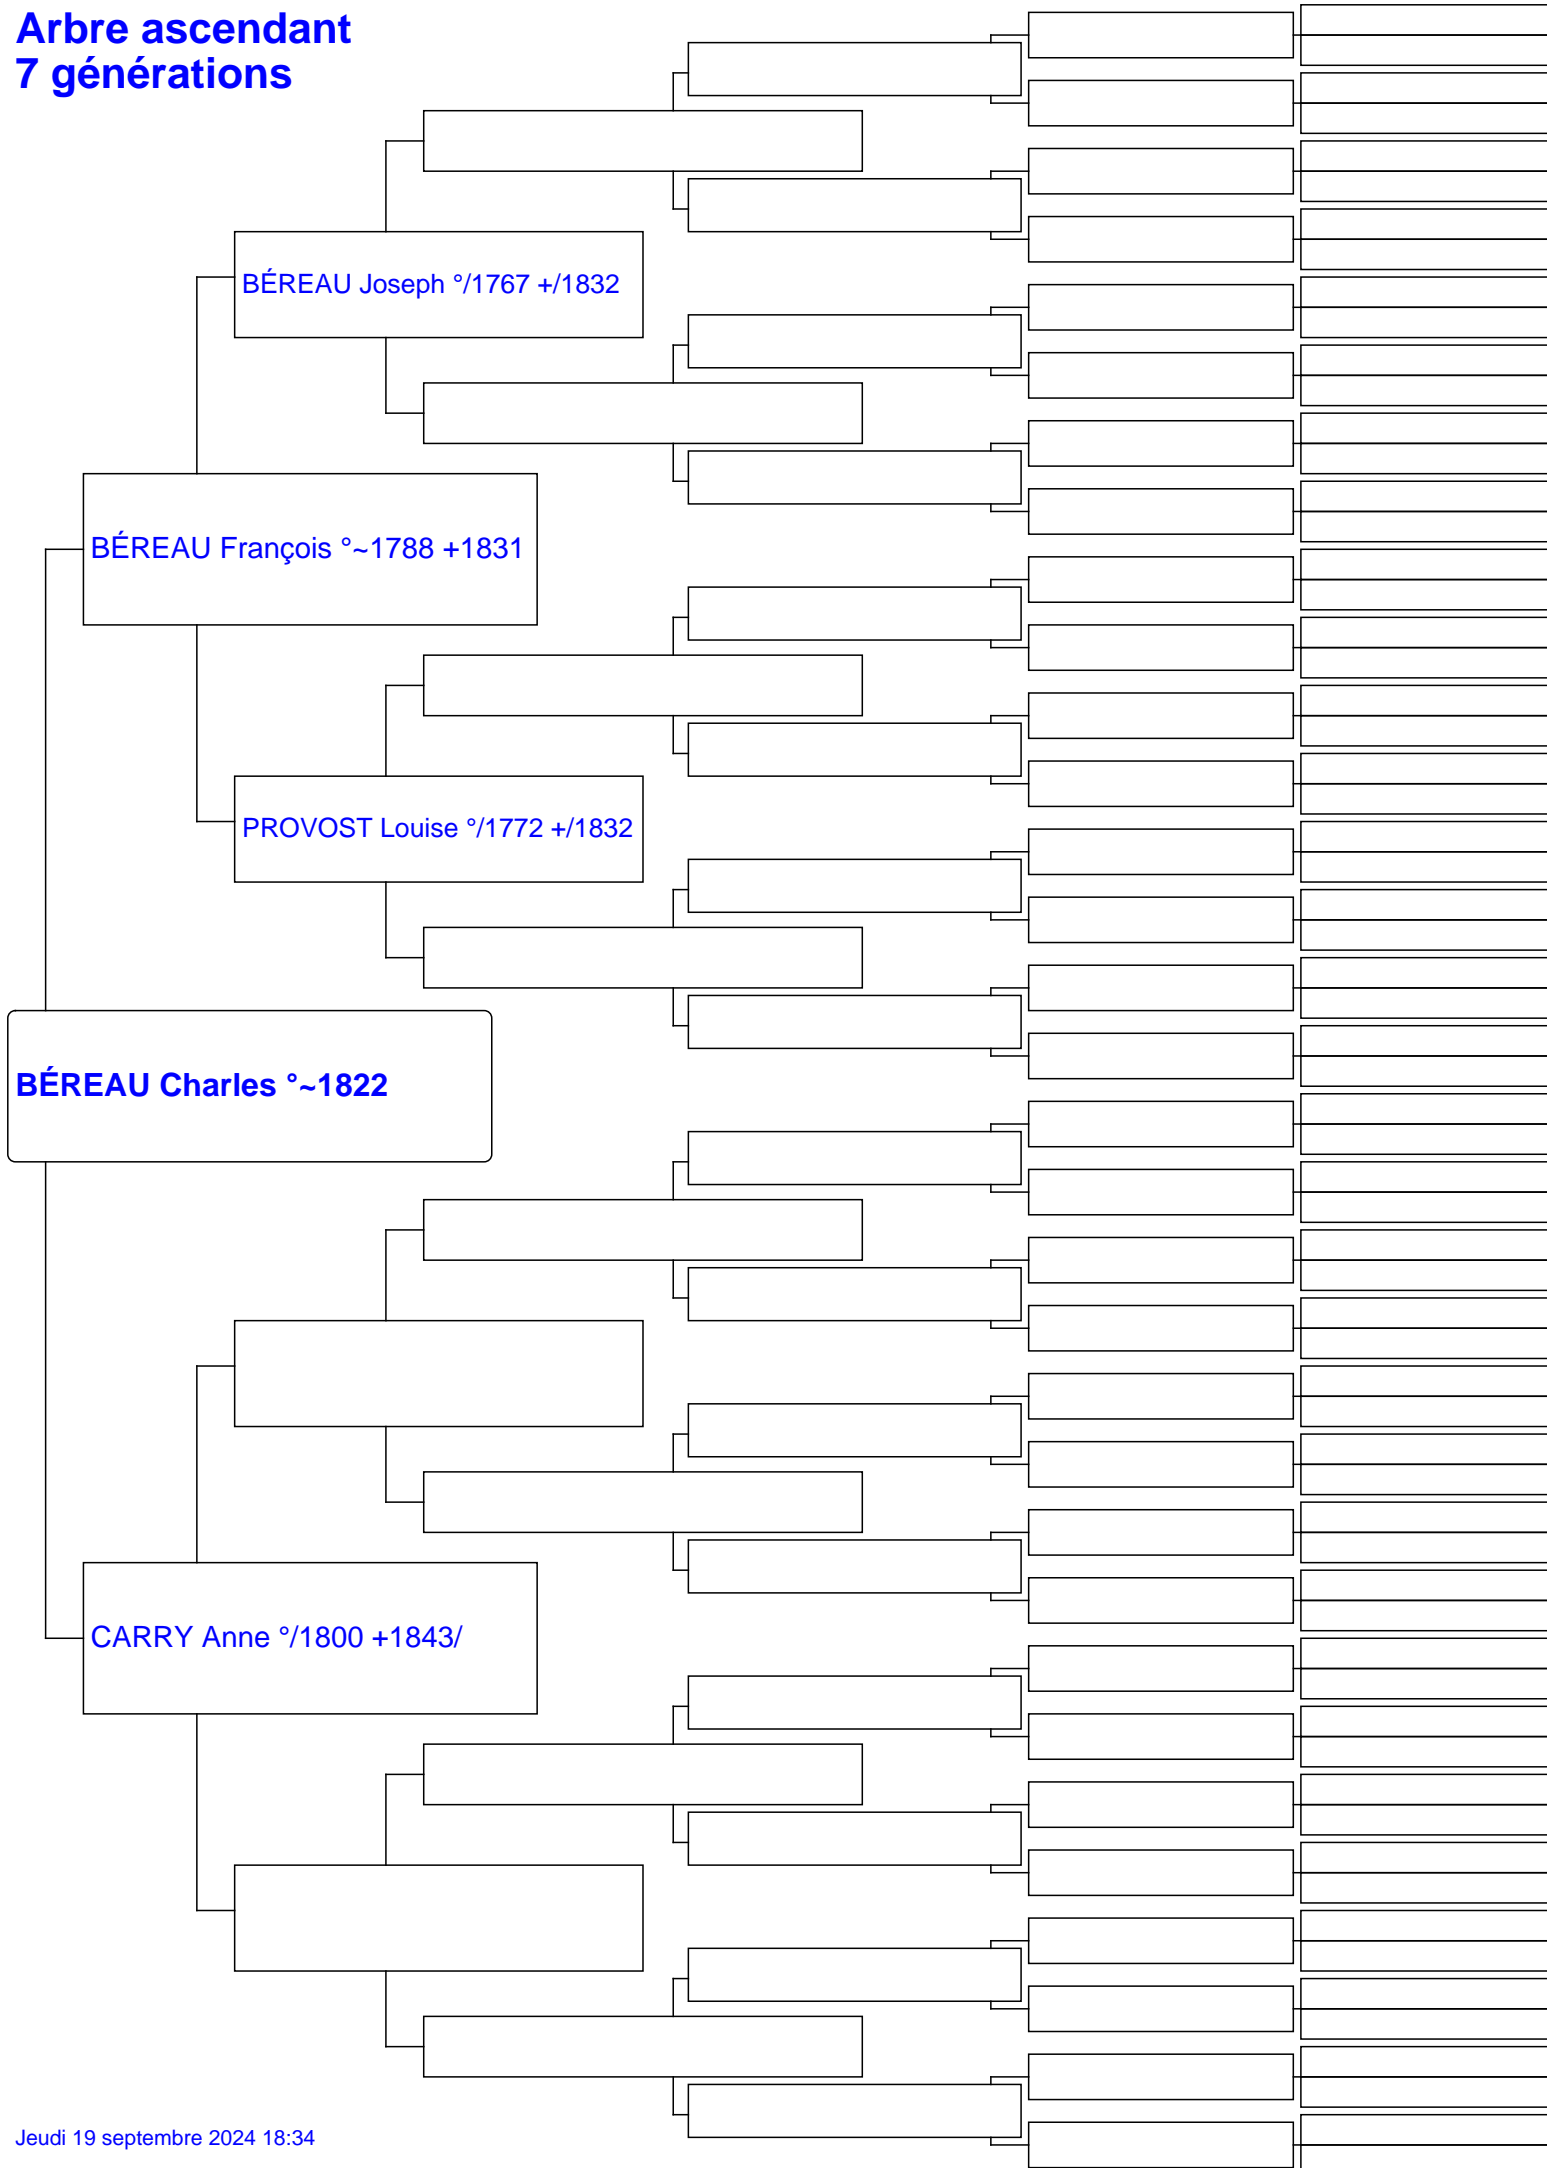 Arbre ascendant
7 générations
BÉREAU Joseph °/1767 +/1832
BÉREAU François °~1788 +1831
PROVOST Louise °/1772 +/1832
BÉREAU Charles °~1822
CARRY Anne °/1800 +1843/
Jeudi 19 septembre 2024 18:34